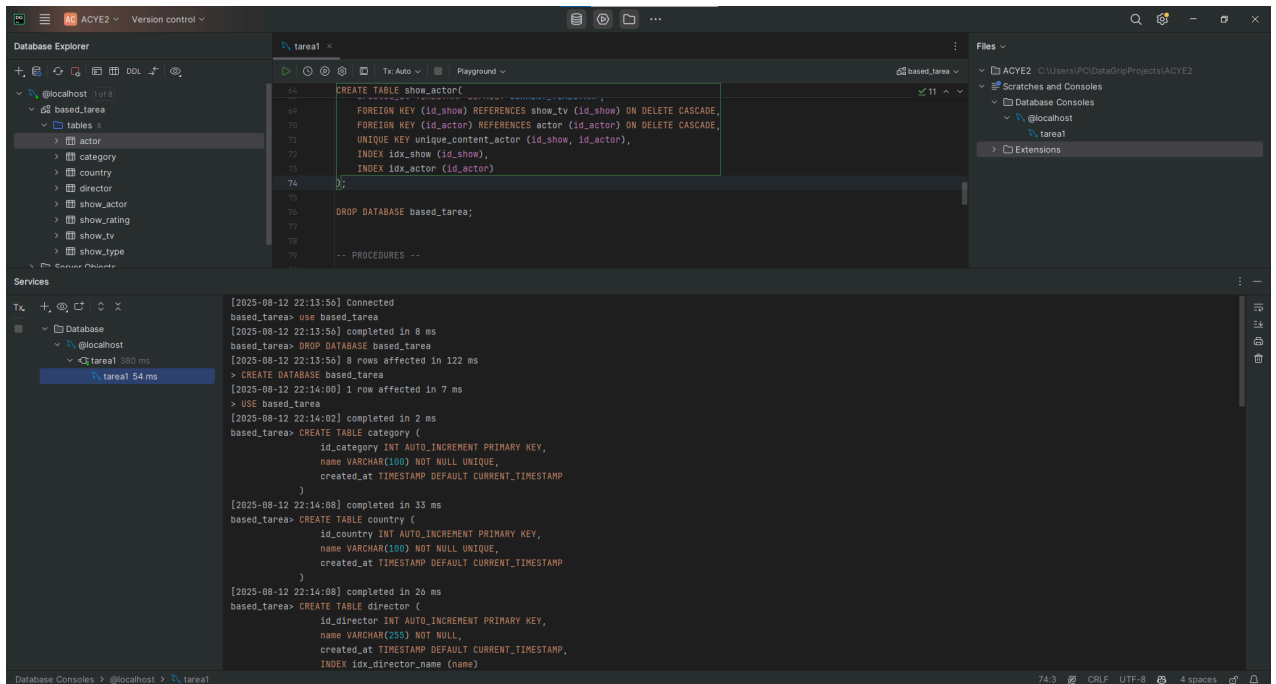 AC ACYE2 Version control
Database Explorer
tarea1
Files
DDL
Tx: Auto
Playground
based_tarea
@localhost 1 of 8
based_tarea
tables 8
actor
category
country
director
show_actor
show_rating
show_tv
show_type
Server Objects
64 CREATE TABLE show_actor(
69 FOREIGN KEY (id_show) REFERENCES show_tv (id_show) ON DELETE CASCADE,
70 FOREIGN KEY (id_actor) REFERENCES actor (id_actor) ON DELETE CASCADE,
71 UNIQUE KEY unique_content_actor (id_show, id_actor),
72 INDEX idx_show (id_show),
73 INDEX idx_actor (id_actor)
74 );
75
76 DROP DATABASE based_tarea;
77
78
79 -- PROCEDURES --
11
ACYE2 C:\Users\PC\DataGripProjects\ACYE2
Scratches and Consoles
Database Consoles
@localhost
tarea1
Extensions
Services
Tx
Database
@localhost
tarea1 380 ms
tarea1 54 ms
[2025-08-12 22:13:56] Connected
based_tarea> use based_tarea
[2025-08-12 22:13:56] completed in 8 ms
based_tarea> DROP DATABASE based_tarea
[2025-08-12 22:13:56] 8 rows affected in 122 ms
> CREATE DATABASE based_tarea
[2025-08-12 22:14:00] 1 row affected in 7 ms
> USE based_tarea
[2025-08-12 22:14:02] completed in 2 ms
based_tarea> CREATE TABLE category (
id_category INT AUTO_INCREMENT PRIMARY KEY,
name VARCHAR(100) NOT NULL UNIQUE,
created_at TIMESTAMP DEFAULT CURRENT_TIMESTAMP
)
[2025-08-12 22:14:08] completed in 33 ms
based_tarea> CREATE TABLE country (
id_country INT AUTO_INCREMENT PRIMARY KEY,
name VARCHAR(100) NOT NULL UNIQUE,
created_at TIMESTAMP DEFAULT CURRENT_TIMESTAMP
)
[2025-08-12 22:14:08] completed in 26 ms
based_tarea> CREATE TABLE director (
id_director INT AUTO_INCREMENT PRIMARY KEY,
name VARCHAR(255) NOT NULL,
created_at TIMESTAMP DEFAULT CURRENT_TIMESTAMP,
INDEX idx_director_name (name)
Database Consoles > @localhost > tarea1
74:3 CRLF UTF-8 4 spaces